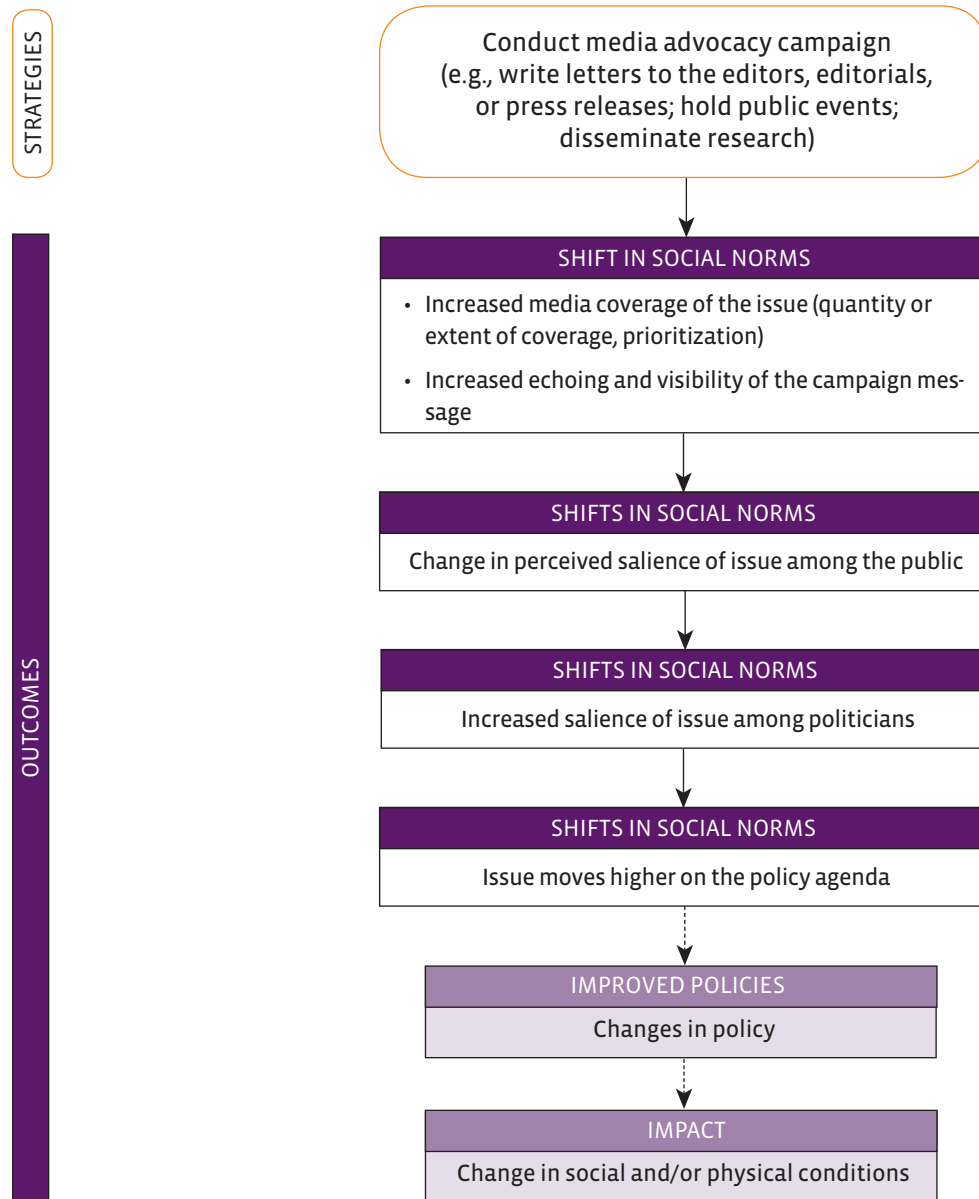 STRATEGIES
Conduct media advocacy campaign
(e.g., write letters to the editors, editorials,
or press releases; hold public events;
disseminate research)
OUTCOMES
SHIFT IN SOCIAL NORMS
• Increased media coverage of the issue (quantity or
extent of coverage, prioritization)
• Increased echoing and visibility of the campaign mes-
sage
SHIFTS IN SOCIAL NORMS
Change in perceived salience of issue among the public
SHIFTS IN SOCIAL NORMS
Increased salience of issue among politicians
SHIFTS IN SOCIAL NORMS
Issue moves higher on the policy agenda
IMPROVED POLICIES
Changes in policy
IMPACT
Change in social and/or physical conditions